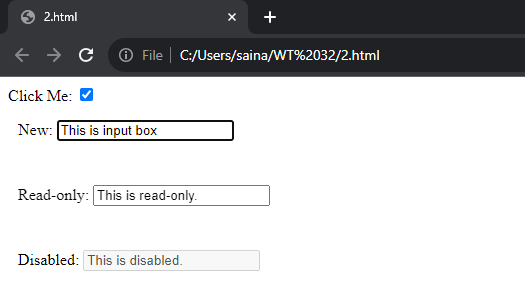 2.html
File C:/Users/saina/WT%2032/2.html
Click Me:
New: This is input box
Read-only: This is read-only.
Disabled: This is disabled.